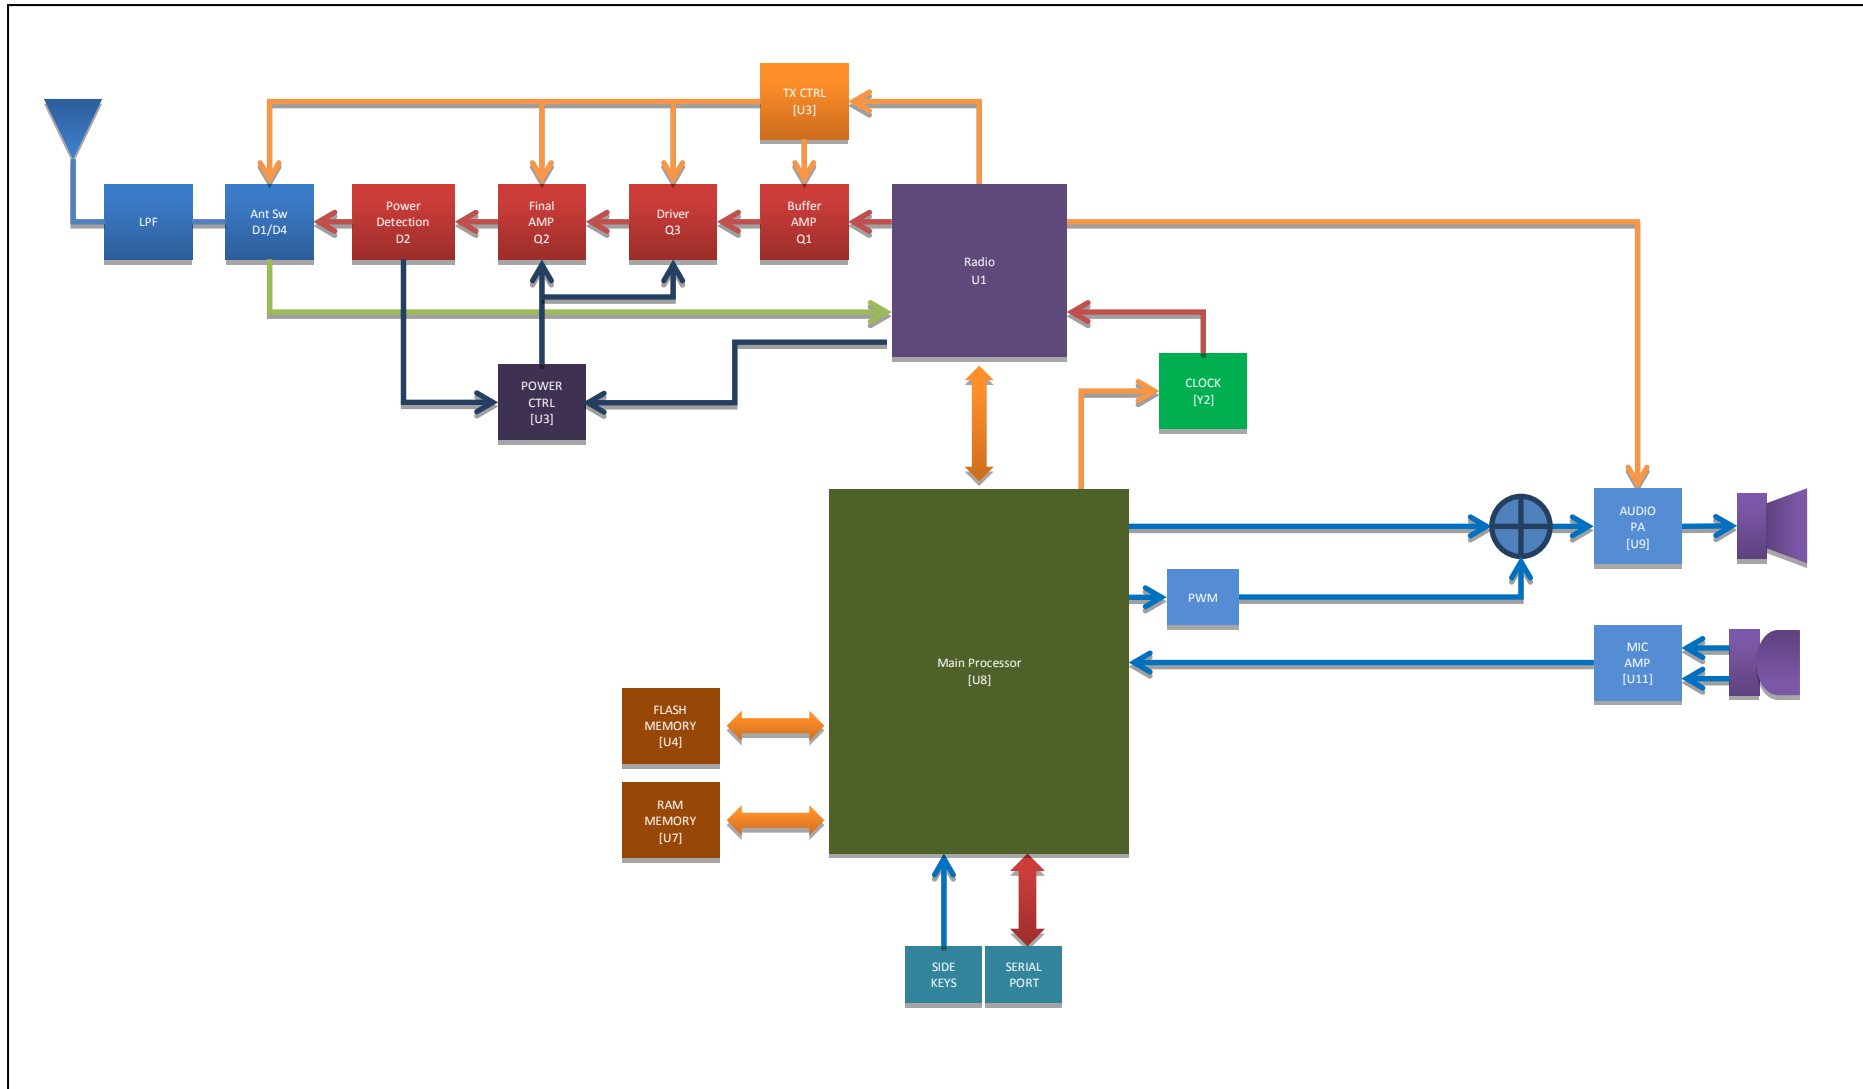 TX CTRL
[U3]
LPF
Ant Sw
D1/D4
Power
Detection
D2
Final
AMP
Q2
Driver
Q3
Buffer
AMP
Q1
Radio
U1
POWER
CTRL
[U3]
CLOCK
[Y2]
AUDIO
PA
[U9]
PWM
Main Processor
[U8]
MIC
AMP
[U11]
FLASH
MEMORY
[U4]
RAM
MEMORY
[U7]
SIDE
KEYS
SERIAL
PORT